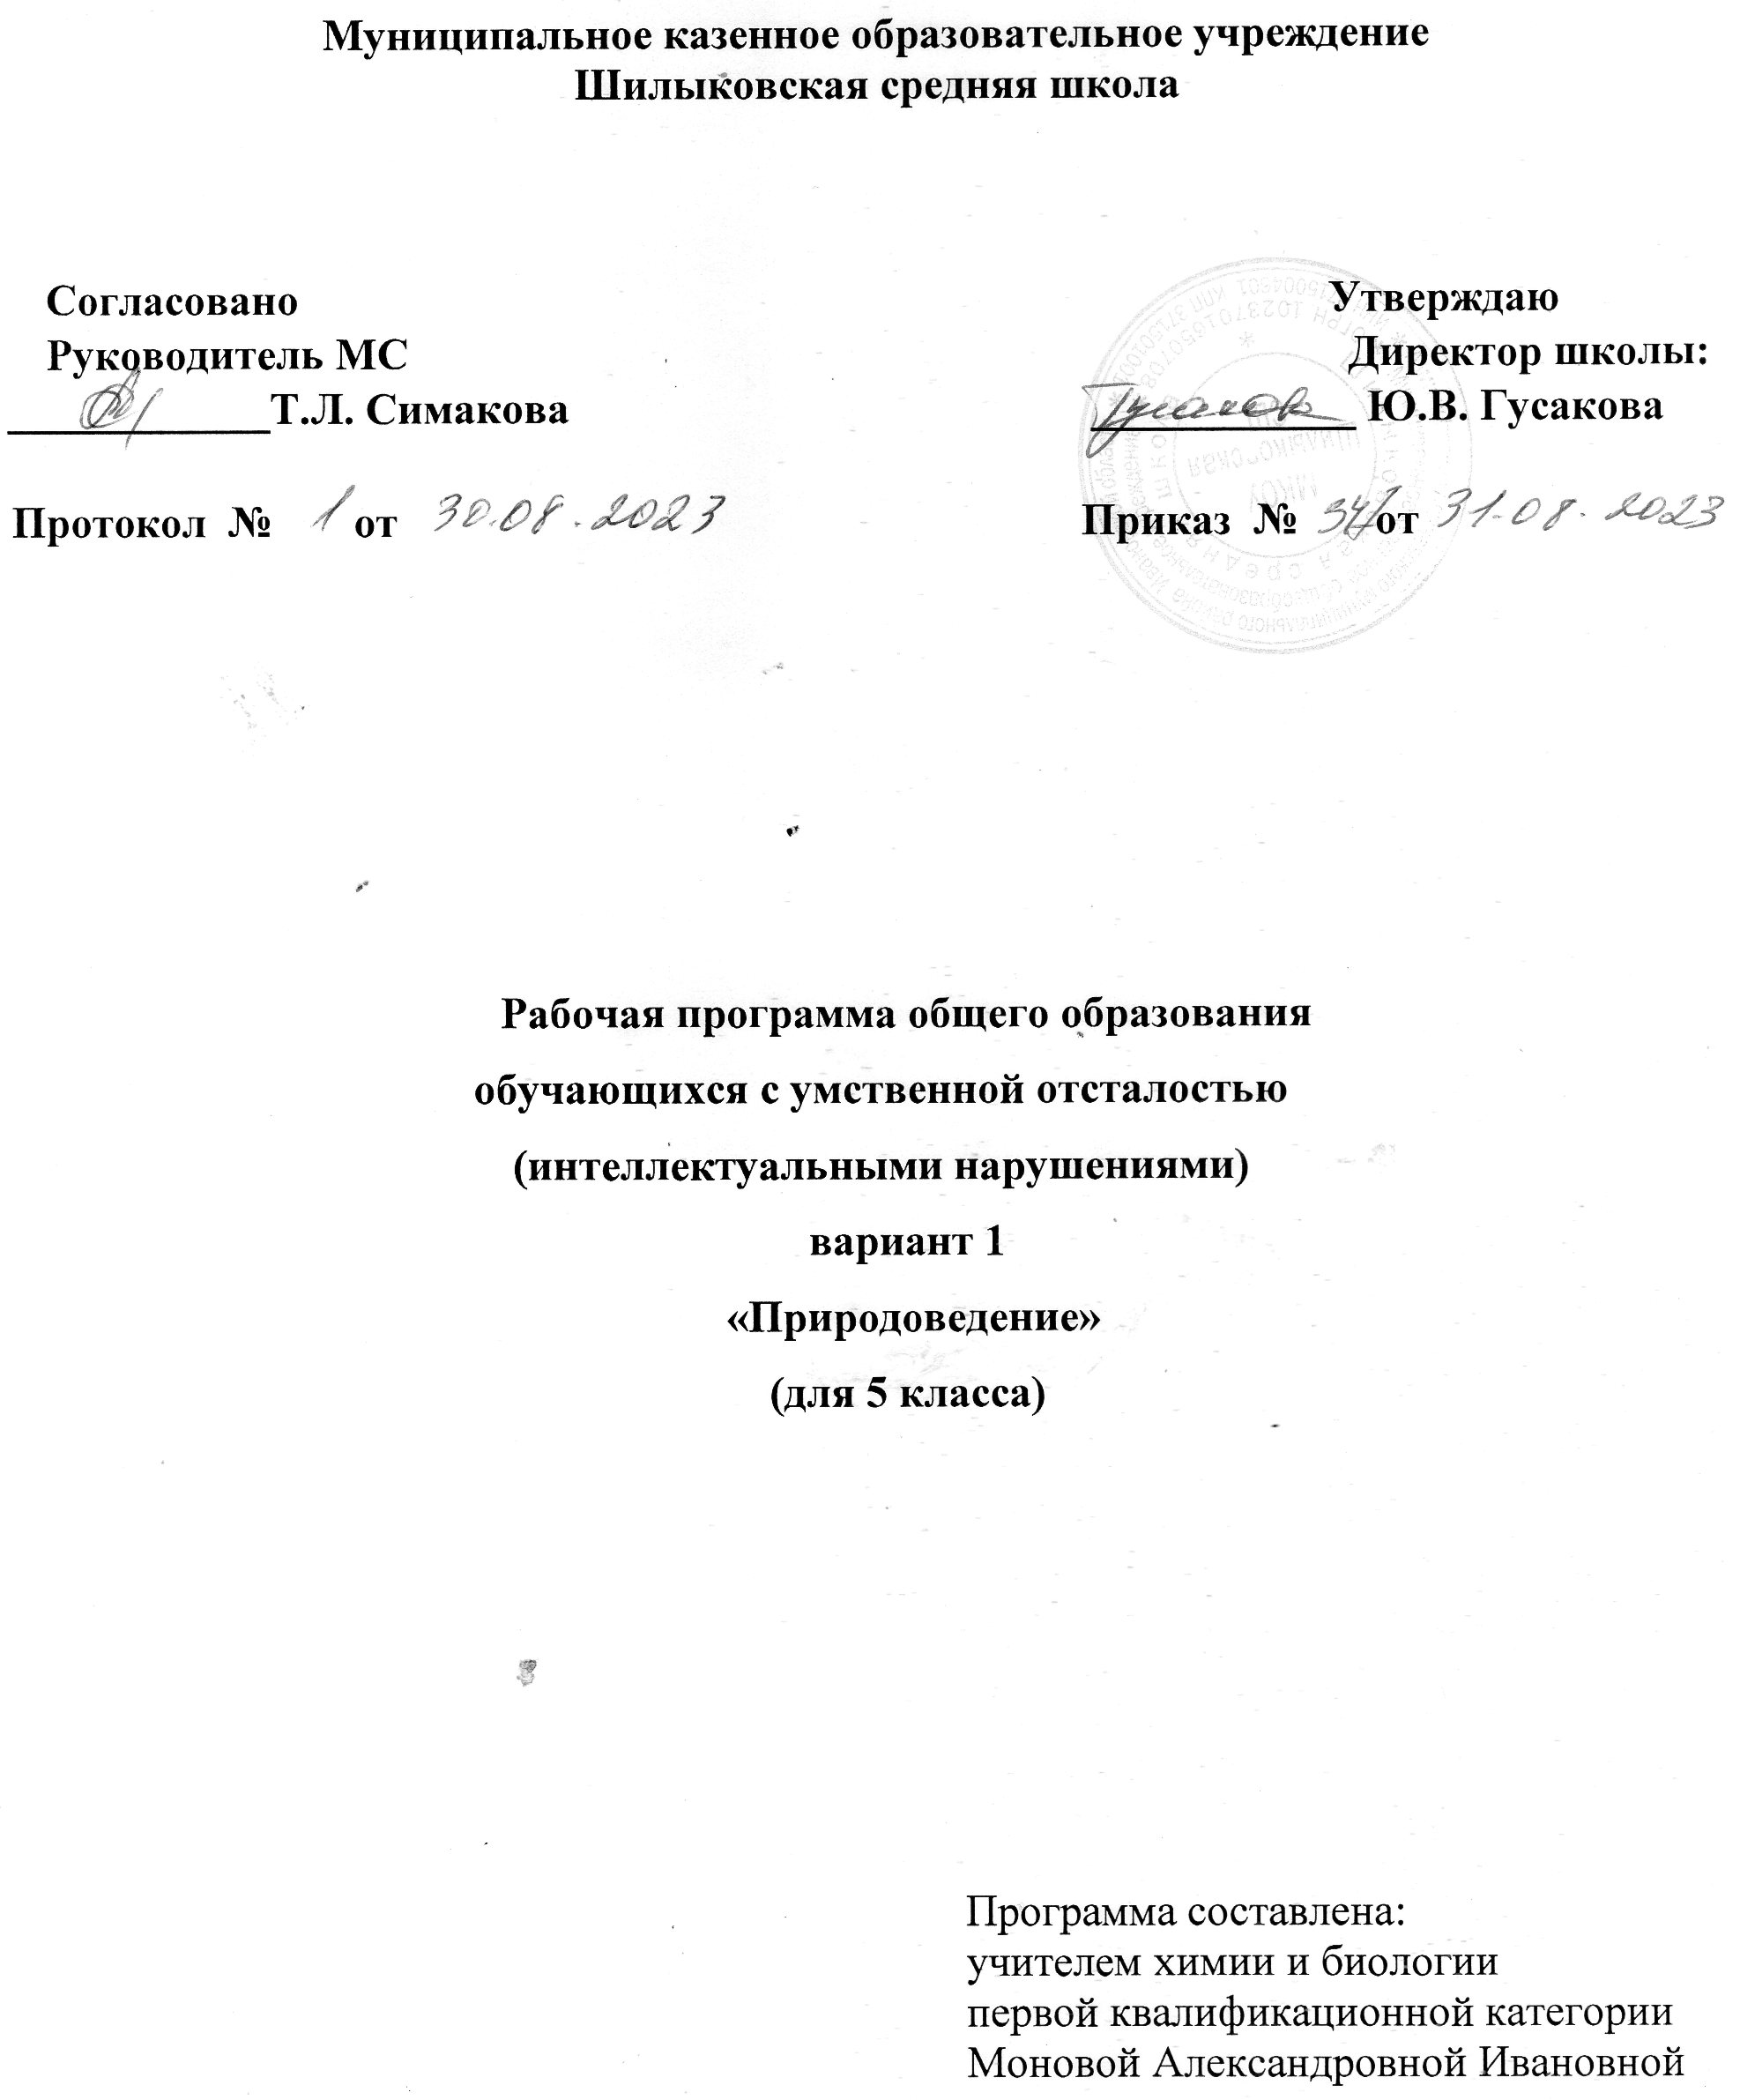 Муниципальное казенное образовательное учреждение
Шилыковская средняя школа
Согласовано
Руководитель МС
Т.Л. Симакова
Протокол № 1 от 30.08.2023
Утверждаю
Директор школы:
Ю.В. Гусакова
Приказ № от 31.08.2023
Рабочая программа общего образования
обучающихся с умственной отсталостью
(интеллектуальными нарушениями)
вариант 1
«Природоведение»
(для 5 класса)
Программа составлена:
учителем химии и биологии
первой квалификационной категории
Моновой Александровной Ивановной